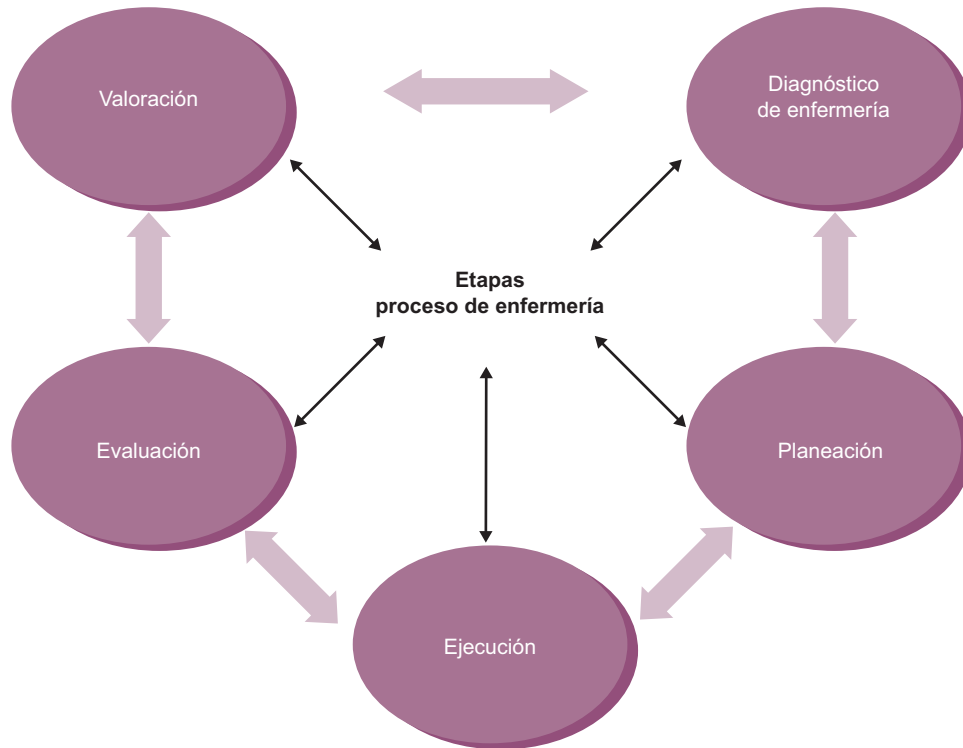 Valoración
Diagnóstico
de enfermería
Etapas
proceso de enfermería
Evaluación
Planeación
Ejecución